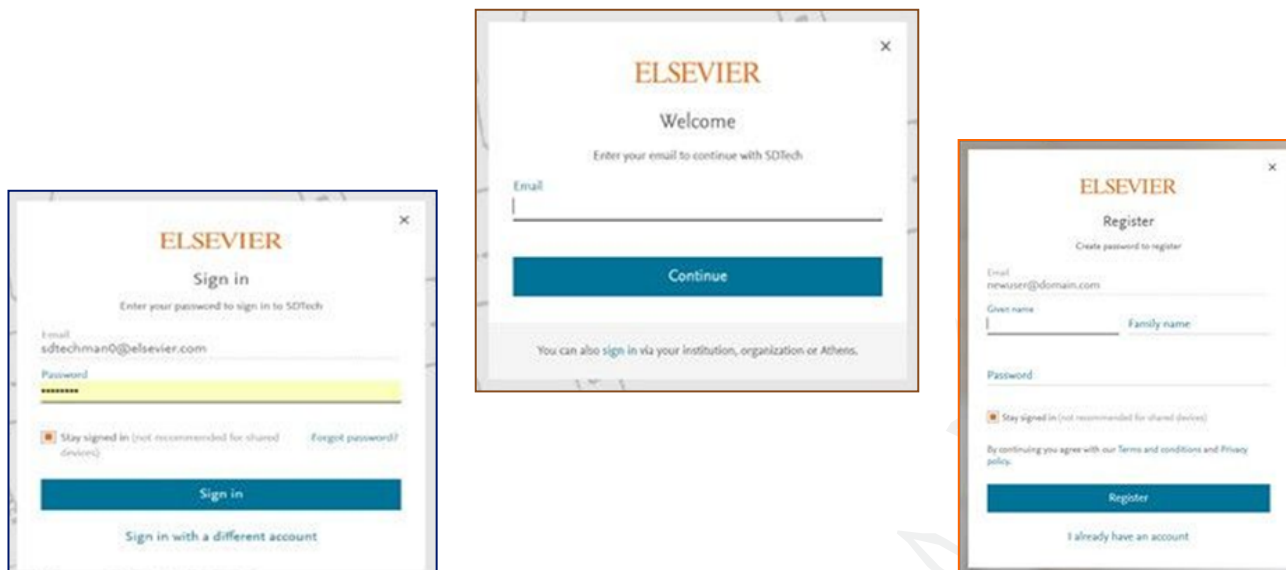 ELSEVIER
Welcome
Enter your email to continue with SDTech
Email
Continue
You can also sign in via your institution, organization or Athens.
ELSEVIER
Sign in
Enter your password to sign in to SDTech
Email
sdtechman0@elsevier.com
Password
••••••••
Stay signed in (not recommended for shared devices)
Forgot password?
Sign in
Sign in with a different account
ELSEVIER
Register
Create password to register
Email
newuser@domain.com
Given name
Family name
Password
Stay signed in (not recommended for shared devices)
By continuing you agree with our Terms and conditions and Privacy
policy.
Register
I already have an account